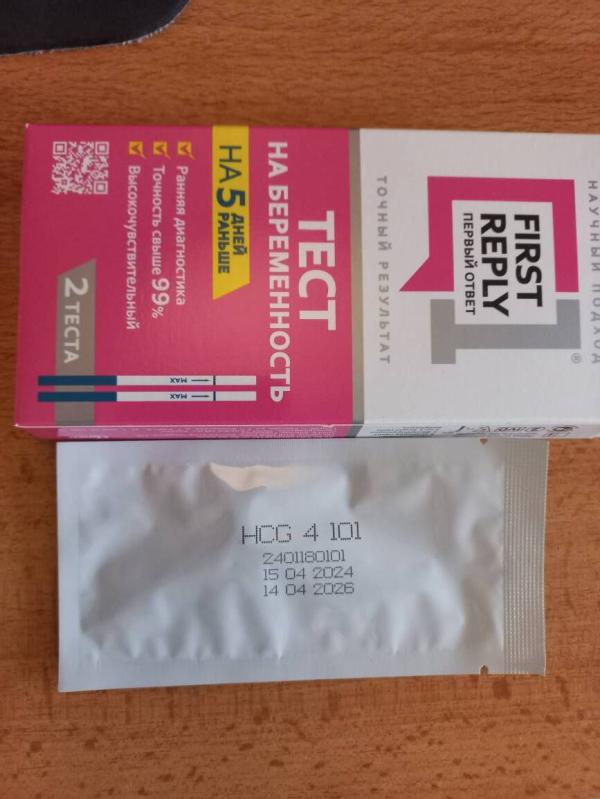 НАУЧНЫЙ ПОДХОД
FIRST
REPLY
ПЕРВЫЙ ОТВЕТ
®
ТОЧНЫЙ РЕЗУЛЬТАТ
ТЕСТ
НА БЕРЕМЕННОСТЬ
НА 5 ДНЕЙ
РАНЬШЕ
Ранняя диагностика
Точность свыше 99%
Высокочувствительный
2 ТЕСТА
MAX
MAX
HCG 4 101
2401180101
15 04 2024
14 04 2026